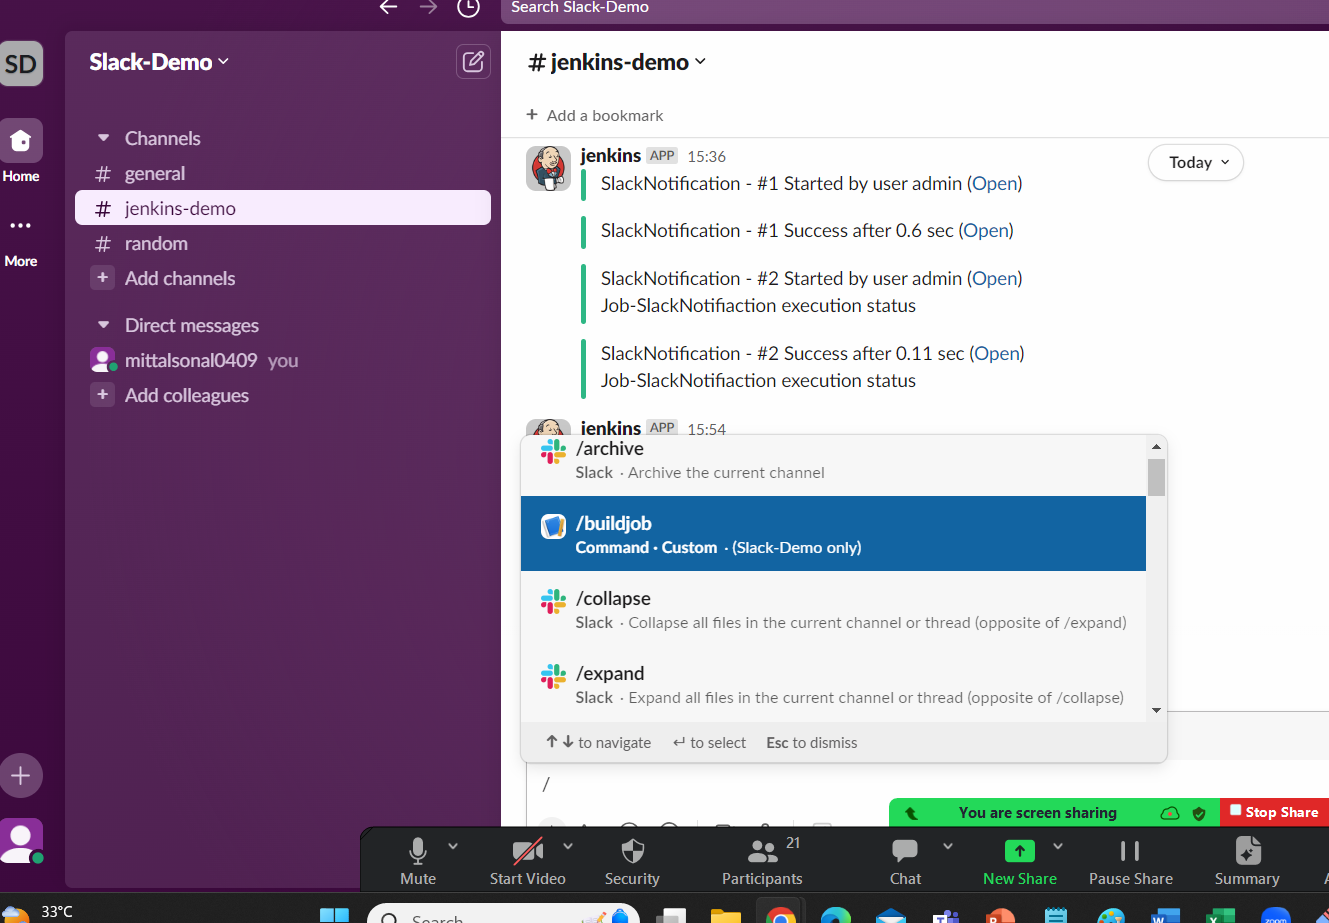 Search Slack-Demo
SD
Home
More
Slack-Demo
Channels
# general
# jenkins-demo
# random
+ Add channels
Direct messages
mittalsonal0409 you
+ Add colleagues
# jenkins-demo
+ Add a bookmark
Today
jenkins APP 15:36
SlackNotification - #1 Started by user admin (Open)
SlackNotification - #1 Success after 0.6 sec (Open)
SlackNotification - #2 Started by user admin (Open)
Job-SlackNotifiaction execution status
SlackNotification - #2 Success after 0.11 sec (Open)
Job-SlackNotifiaction execution status
jenkins APP 15:54
/archive
Slack · Archive the current channel
/buildjob
Command · Custom · (Slack-Demo only)
/collapse
Slack · Collapse all files in the current channel or thread (opposite of /expand)
/expand
Slack · Expand all files in the current channel or thread (opposite of /collapse)
↑ ↓ to navigate ↵ to select Esc to dismiss
/
You are screen sharing
Stop Share
Mute
Start Video
Security
Participants
21
Chat
New Share
Pause Share
Summary
33°C
Search
zoom